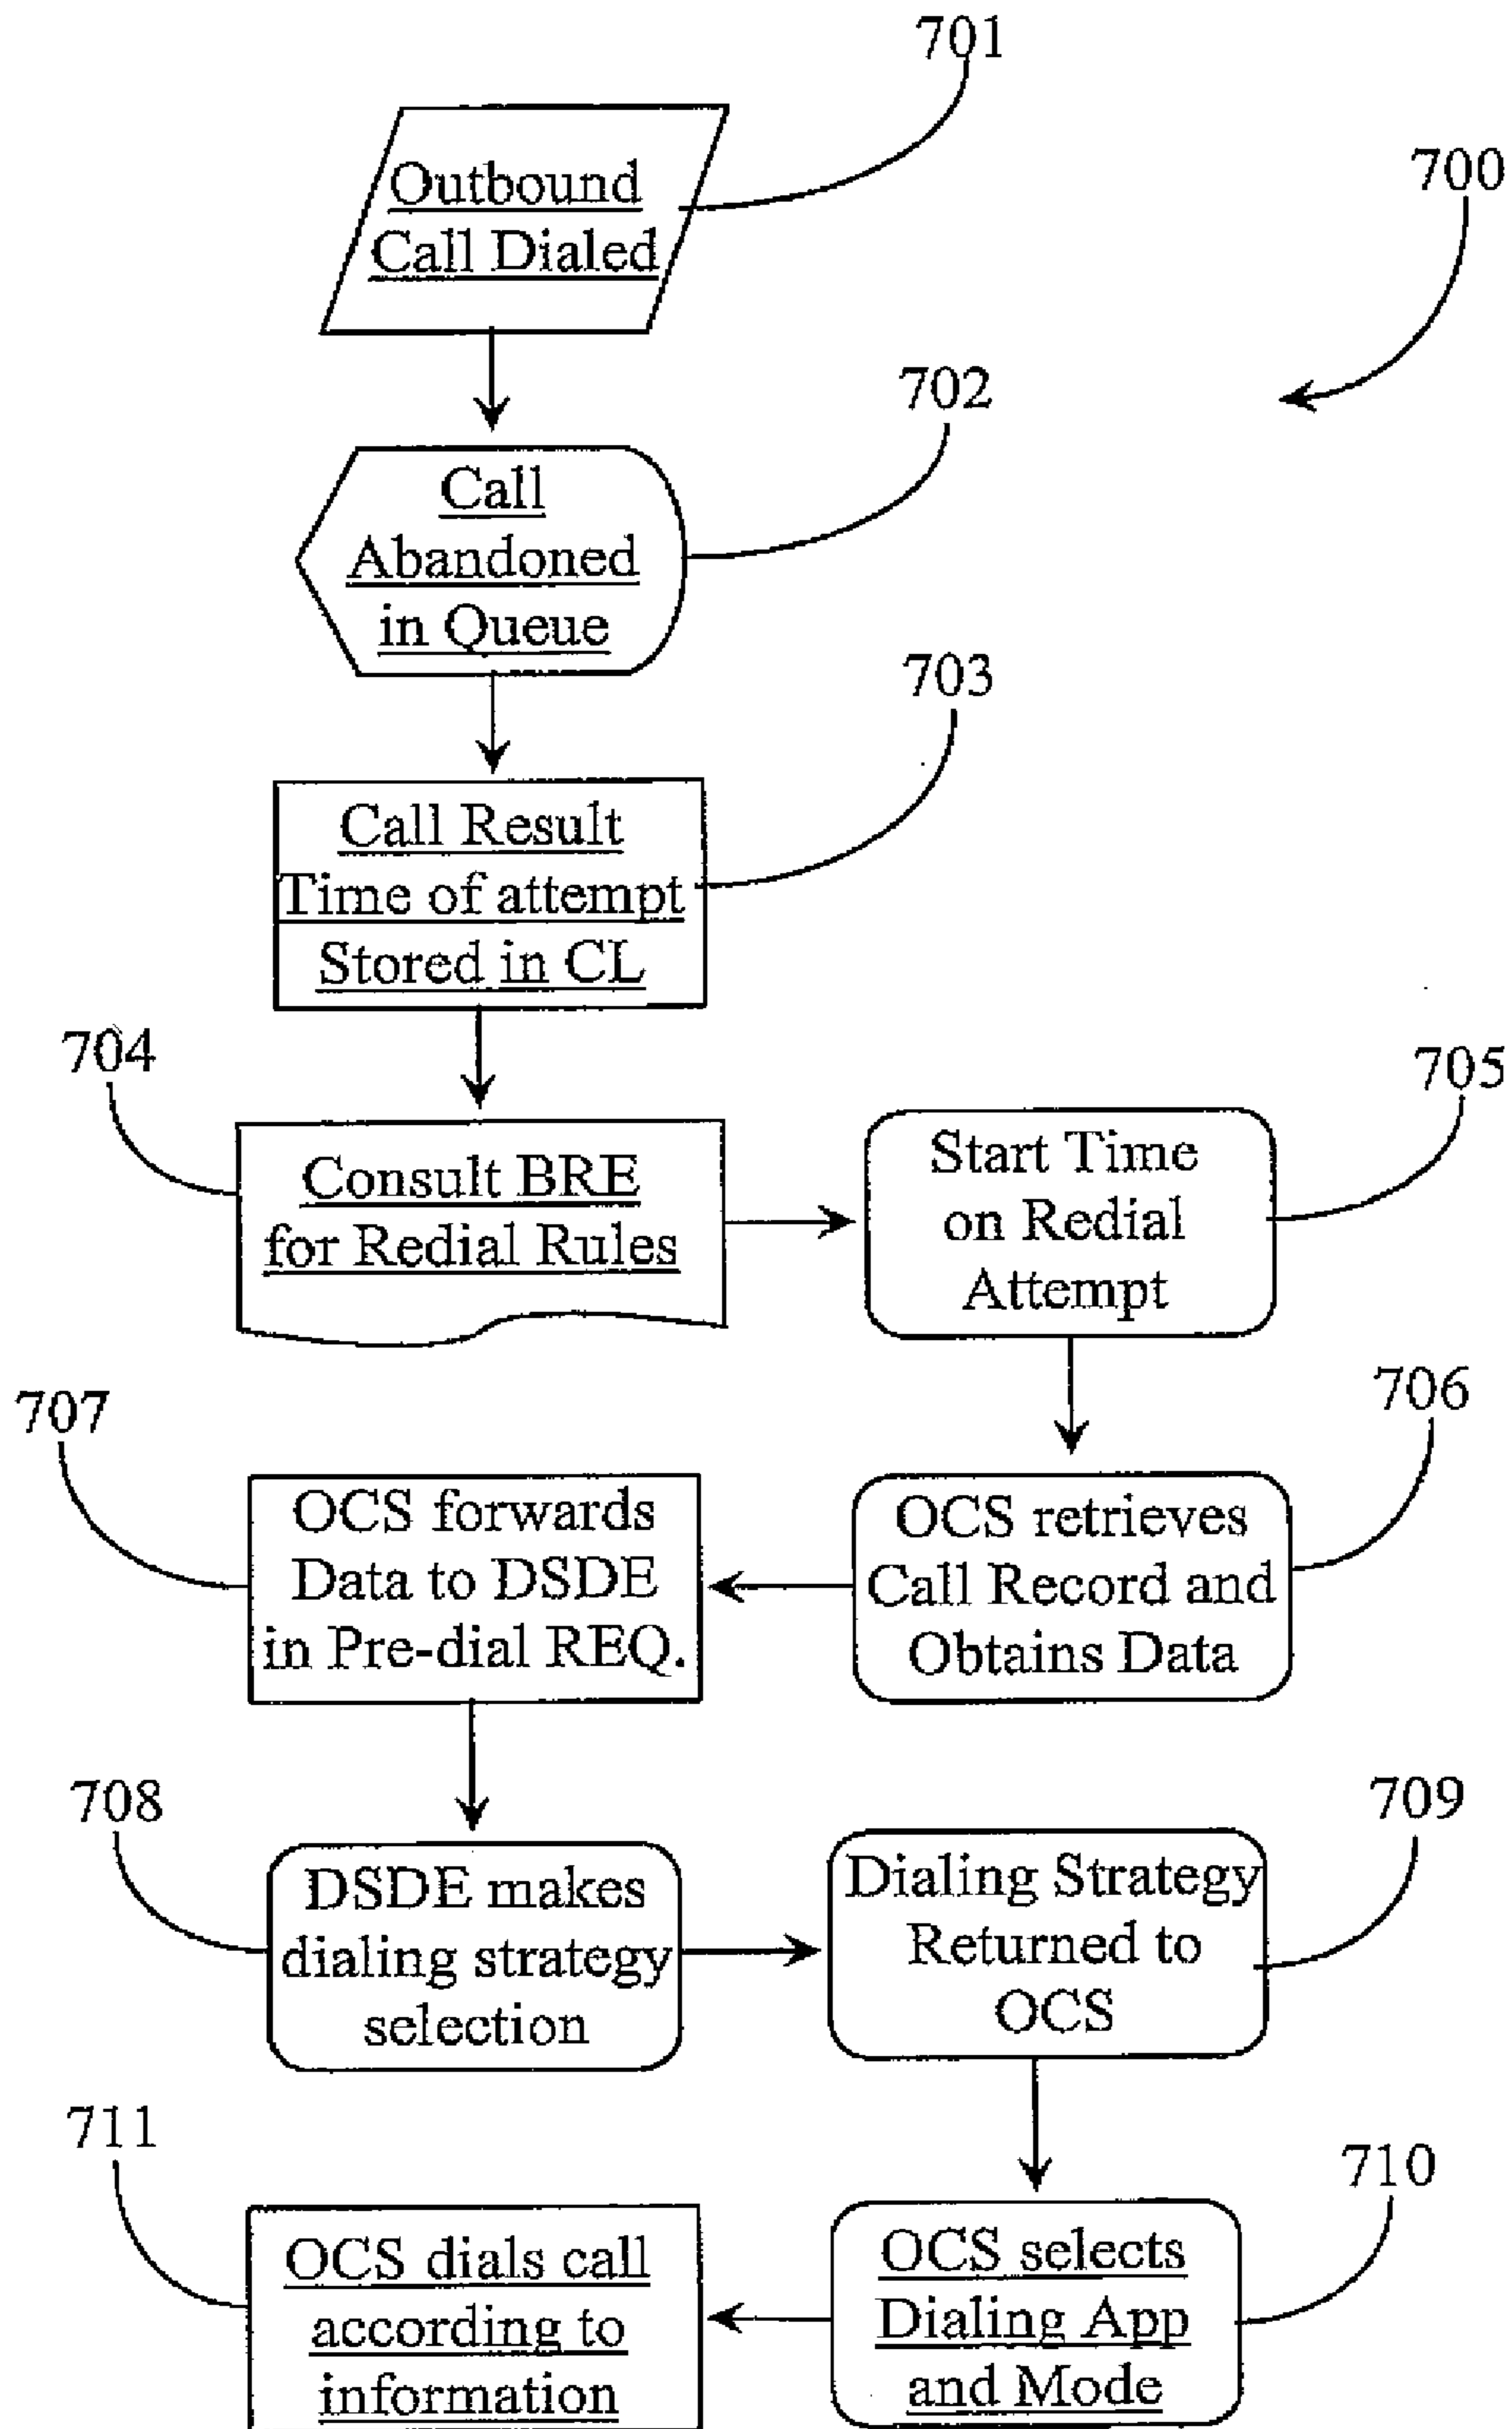 701
700
Outbound
Call Dialed
702
Call
Abandoned
in Queue
703
Call Result
Time of attempt
Stored in CL
704
Consult BRE
for Redial Rules
705
Start Time
on Redial
Attempt
706
OCS retrieves
Call Record and
Obtains Data
707
OCS forwards
Data to DSDE
in Pre-dial REQ.
708
DSDE makes
dialing strategy
selection
709
Dialing Strategy
Returned to
OCS
710
OCS selects
Dialing App
and Mode
711
OCS dials call
according to
information